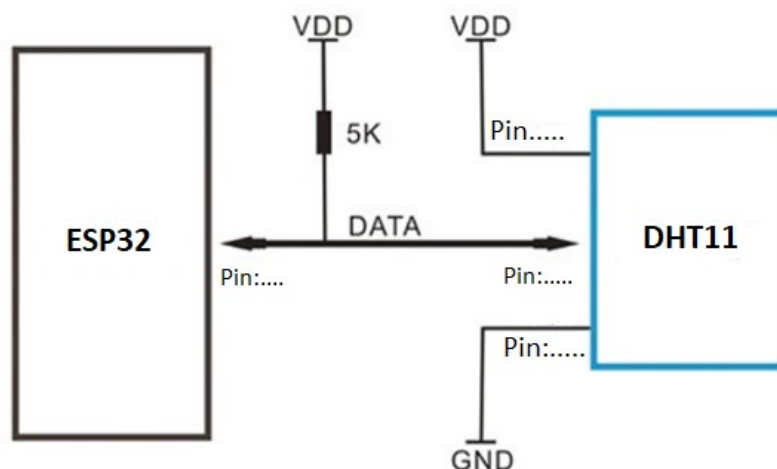 VDD
VDD
5K
Pin.....
ESP32
DATA
DHT11
Pin:....
Pin:.....
Pin:.....
GND